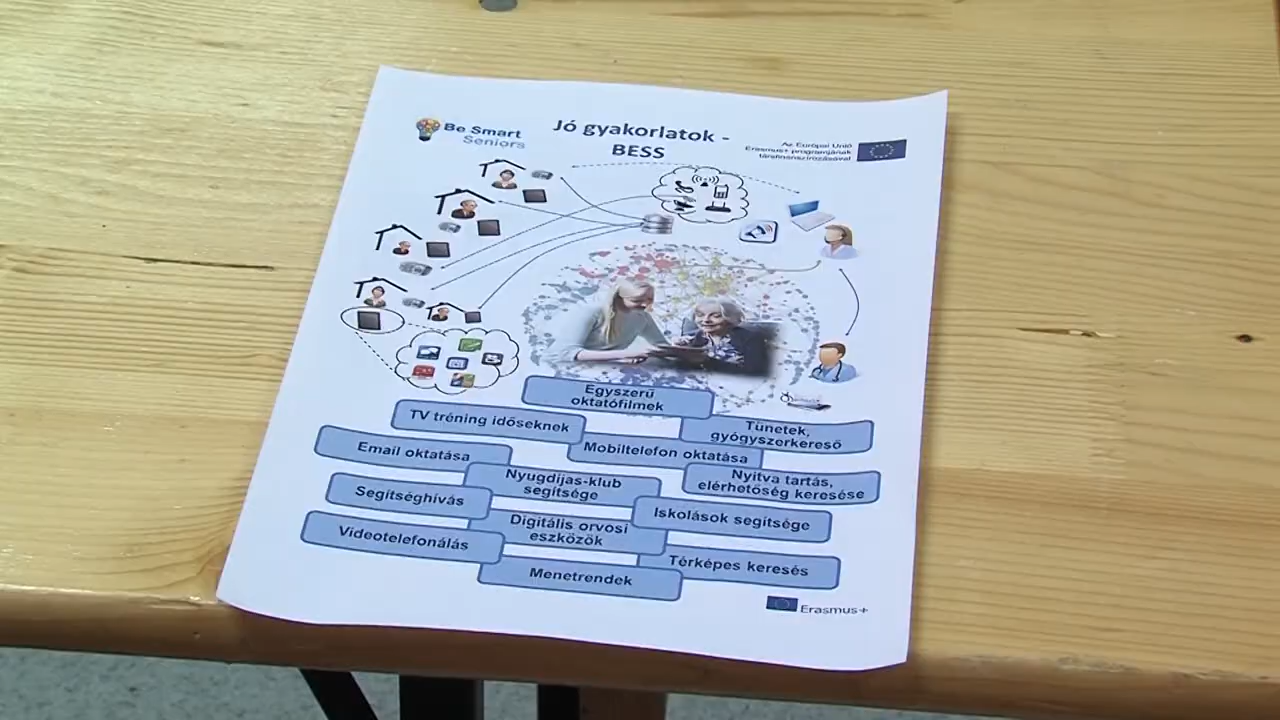 Be Smart
Seniors
Jó gyakorlatok -
BESS
Az Európai Unió
Erasmus+ programjának
társfinanszírozásával
Egyszerű
oktatófilmek
TV tréning időseknek
Tünetek,
gyógyszerkereső
Email oktatása
Mobiltelefon oktatása
Nyugdíjas-klub
segítsége
Nyitva tartás,
elérhetőség keresése
Segítséghívás
Iskolások segítsége
Digitális orvosi
eszközök
Videotelefonálás
Térképes keresés
Menetrendek
Erasmus+